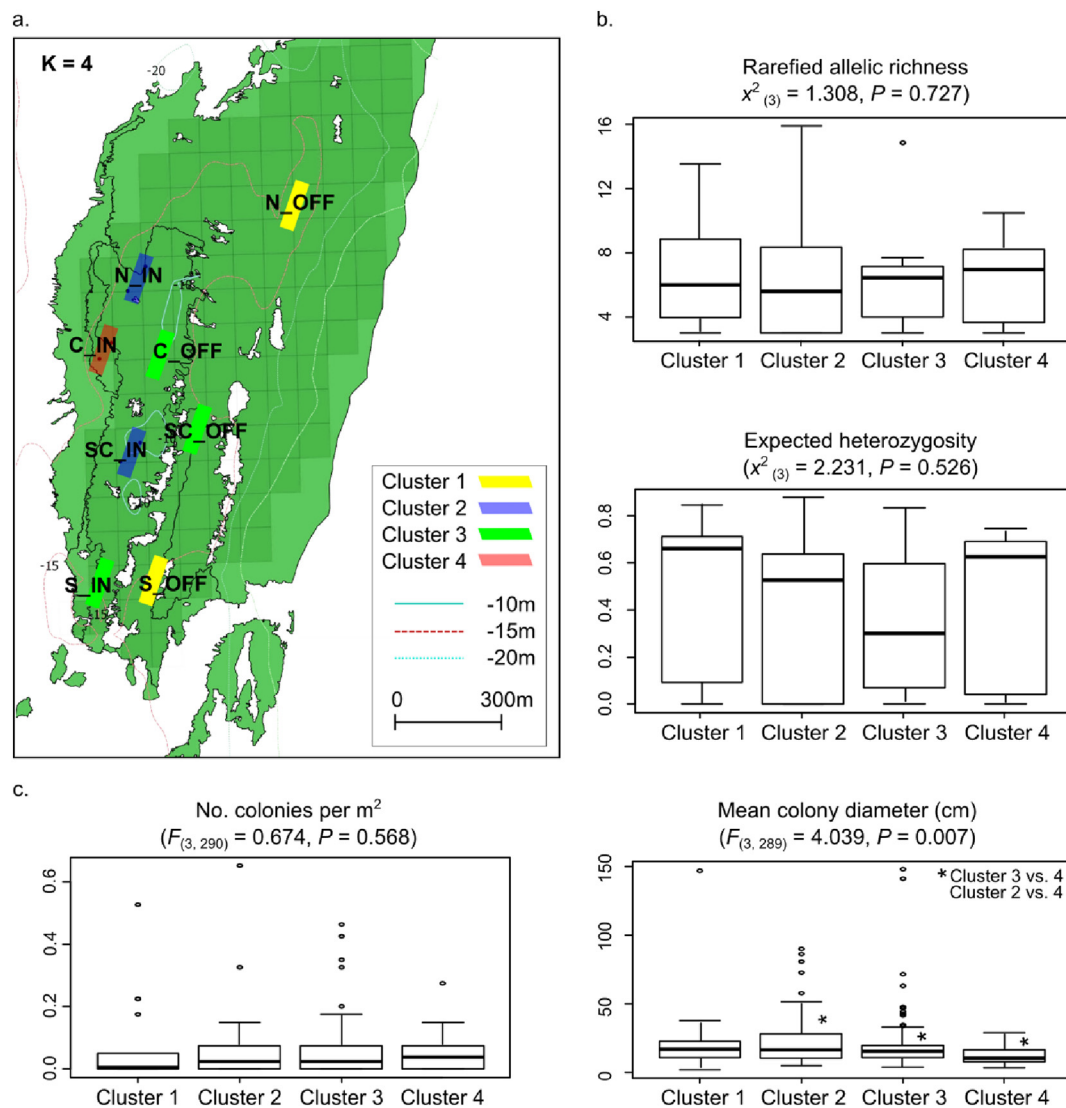 a.
K = 4
-20
N_OFF
N_IN
C_IN
C_OFF
SC_OFF
SC_IN
-15
S_IN
S_OFF
-15
Cluster 1
Cluster 2
Cluster 3
Cluster 4
-10m
-15m
-20m
0 300m
b.
Rarefied allelic richness
x² (3) = 1.308, P = 0.727)
16
12
8
4
Cluster 1 Cluster 2 Cluster 3 Cluster 4
Expected heterozygosity
(x² (3) = 2.231, P = 0.526)
0.8
0.6
0.4
0.2
0.0
Cluster 1 Cluster 2 Cluster 3 Cluster 4
c.
No. colonies per m²
(F(3, 290) = 0.674, P = 0.568)
0.6
0.4
0.2
0.0
Cluster 1 Cluster 2 Cluster 3 Cluster 4
Mean colony diameter (cm)
(F(3, 289) = 4.039, P = 0.007)
150
100
50
0
* Cluster 3 vs. 4
Cluster 2 vs. 4
* * *
Cluster 1 Cluster 2 Cluster 3 Cluster 4